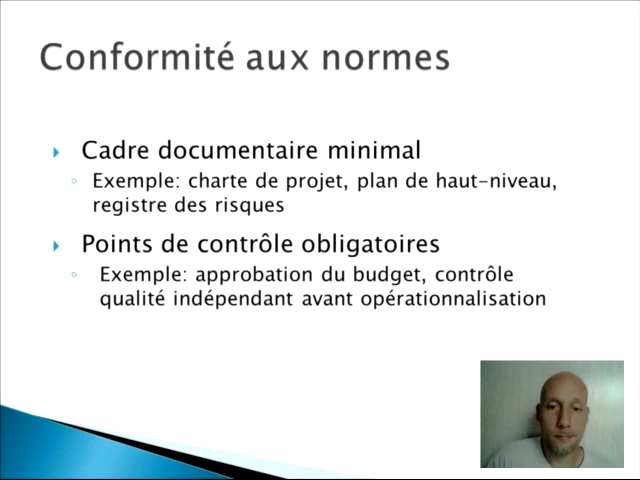 Conformité aux normes
Cadre documentaire minimal
Exemple: charte de projet, plan de haut-niveau,
registre des risques
Points de contrôle obligatoires
Exemple: approbation du budget, contrôle
qualité indépendant avant opérationnalisation